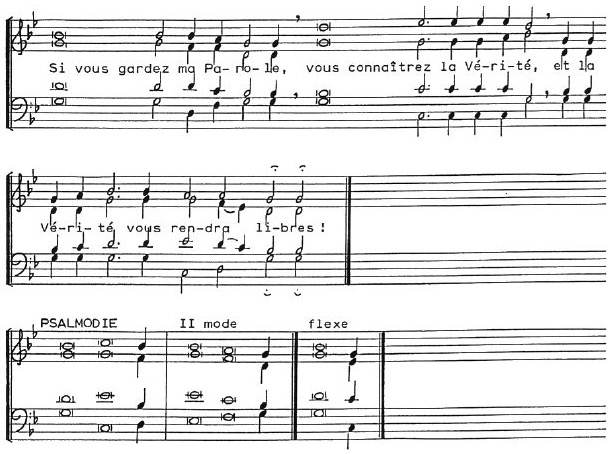 Si vous gardez ma Pa-ro-le, vous connaîtrez la Vé-ri-té, et la
Vé-ri-té vous ren-dra li-bres !
PSALMODIE II mode flexe